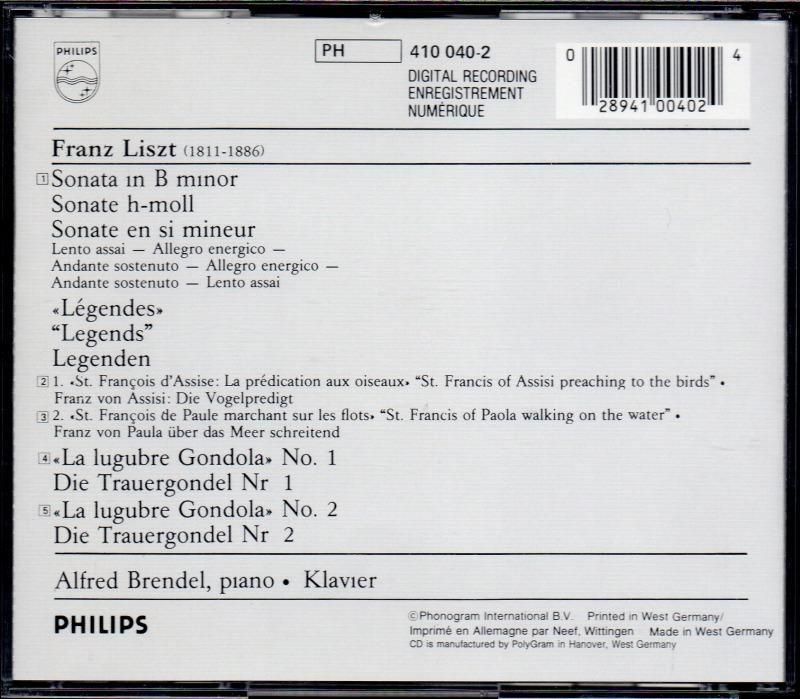 PHILIPS
PH 410 040-2
DIGITAL RECORDING
ENREGISTREMENT
NUMÉRIQUE
0 28941 00402 4
Franz Liszt (1811-1886)
1 Sonata in B minor
Sonate h-moll
Sonate en si mineur
Lento assai — Allegro energico —
Andante sostenuto — Allegro energico —
Andante sostenuto — Lento assai
«Légendes»
“Legends”
Legenden
2 1. «St. François d'Assise: La prédication aux oiseaux» “St. Francis of Assisi preaching to the birds” •
Franz von Assisi: Die Vogelpredigt
3 2. «St. François de Paule marchant sur les flots» “St. Francis of Paola walking on the water” •
Franz von Paula über das Meer schreitend
4 «La lugubre Gondola» No. 1
Die Trauergondel Nr 1
5 «La lugubre Gondola» No. 2
Die Trauergondel Nr 2
Alfred Brendel, piano • Klavier
PHILIPS
©Phonogram International B.V. Printed in West Germany/
Imprimé en Allemagne par Neef, Wittingen Made in West Germany
CD is manufactured by PolyGram in Hanover, West Germany